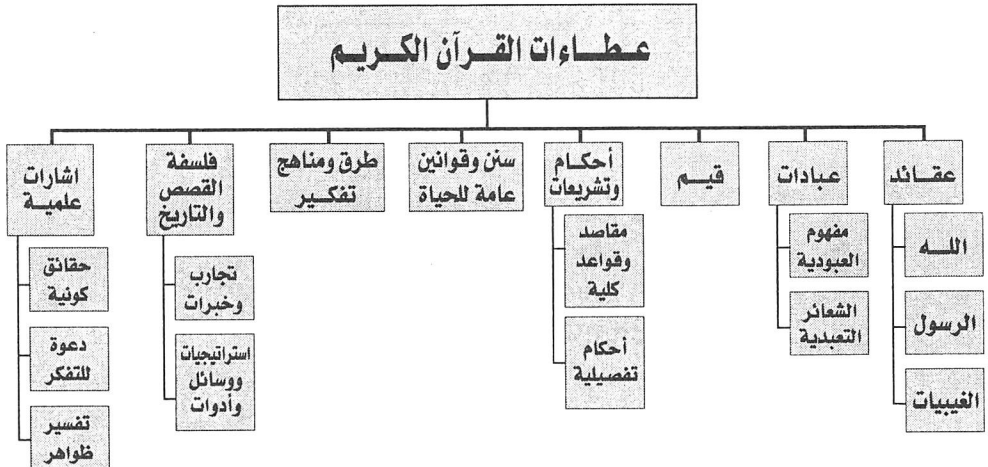 عطاءات القرآن الكريم
عقائد
الله
الرسول
الغيبيات
عبادات
مفهوم
العبودية
الشعائر
التعبدية
قيم
أحكام
وتشريعات
مقاصد
وقواعد
كلية
أحكام
تفصيلية
سنن وقوانين
عامة للحياة
طرق ومناهج
تفكير
فلسفة
القصص
والتاريخ
تجارب
وخبرات
استراتيجيات
ووسائل
وأدوات
اشارات
علمية
حقائق
كونية
دعوة
للتفكر
تفسير
ظواهر